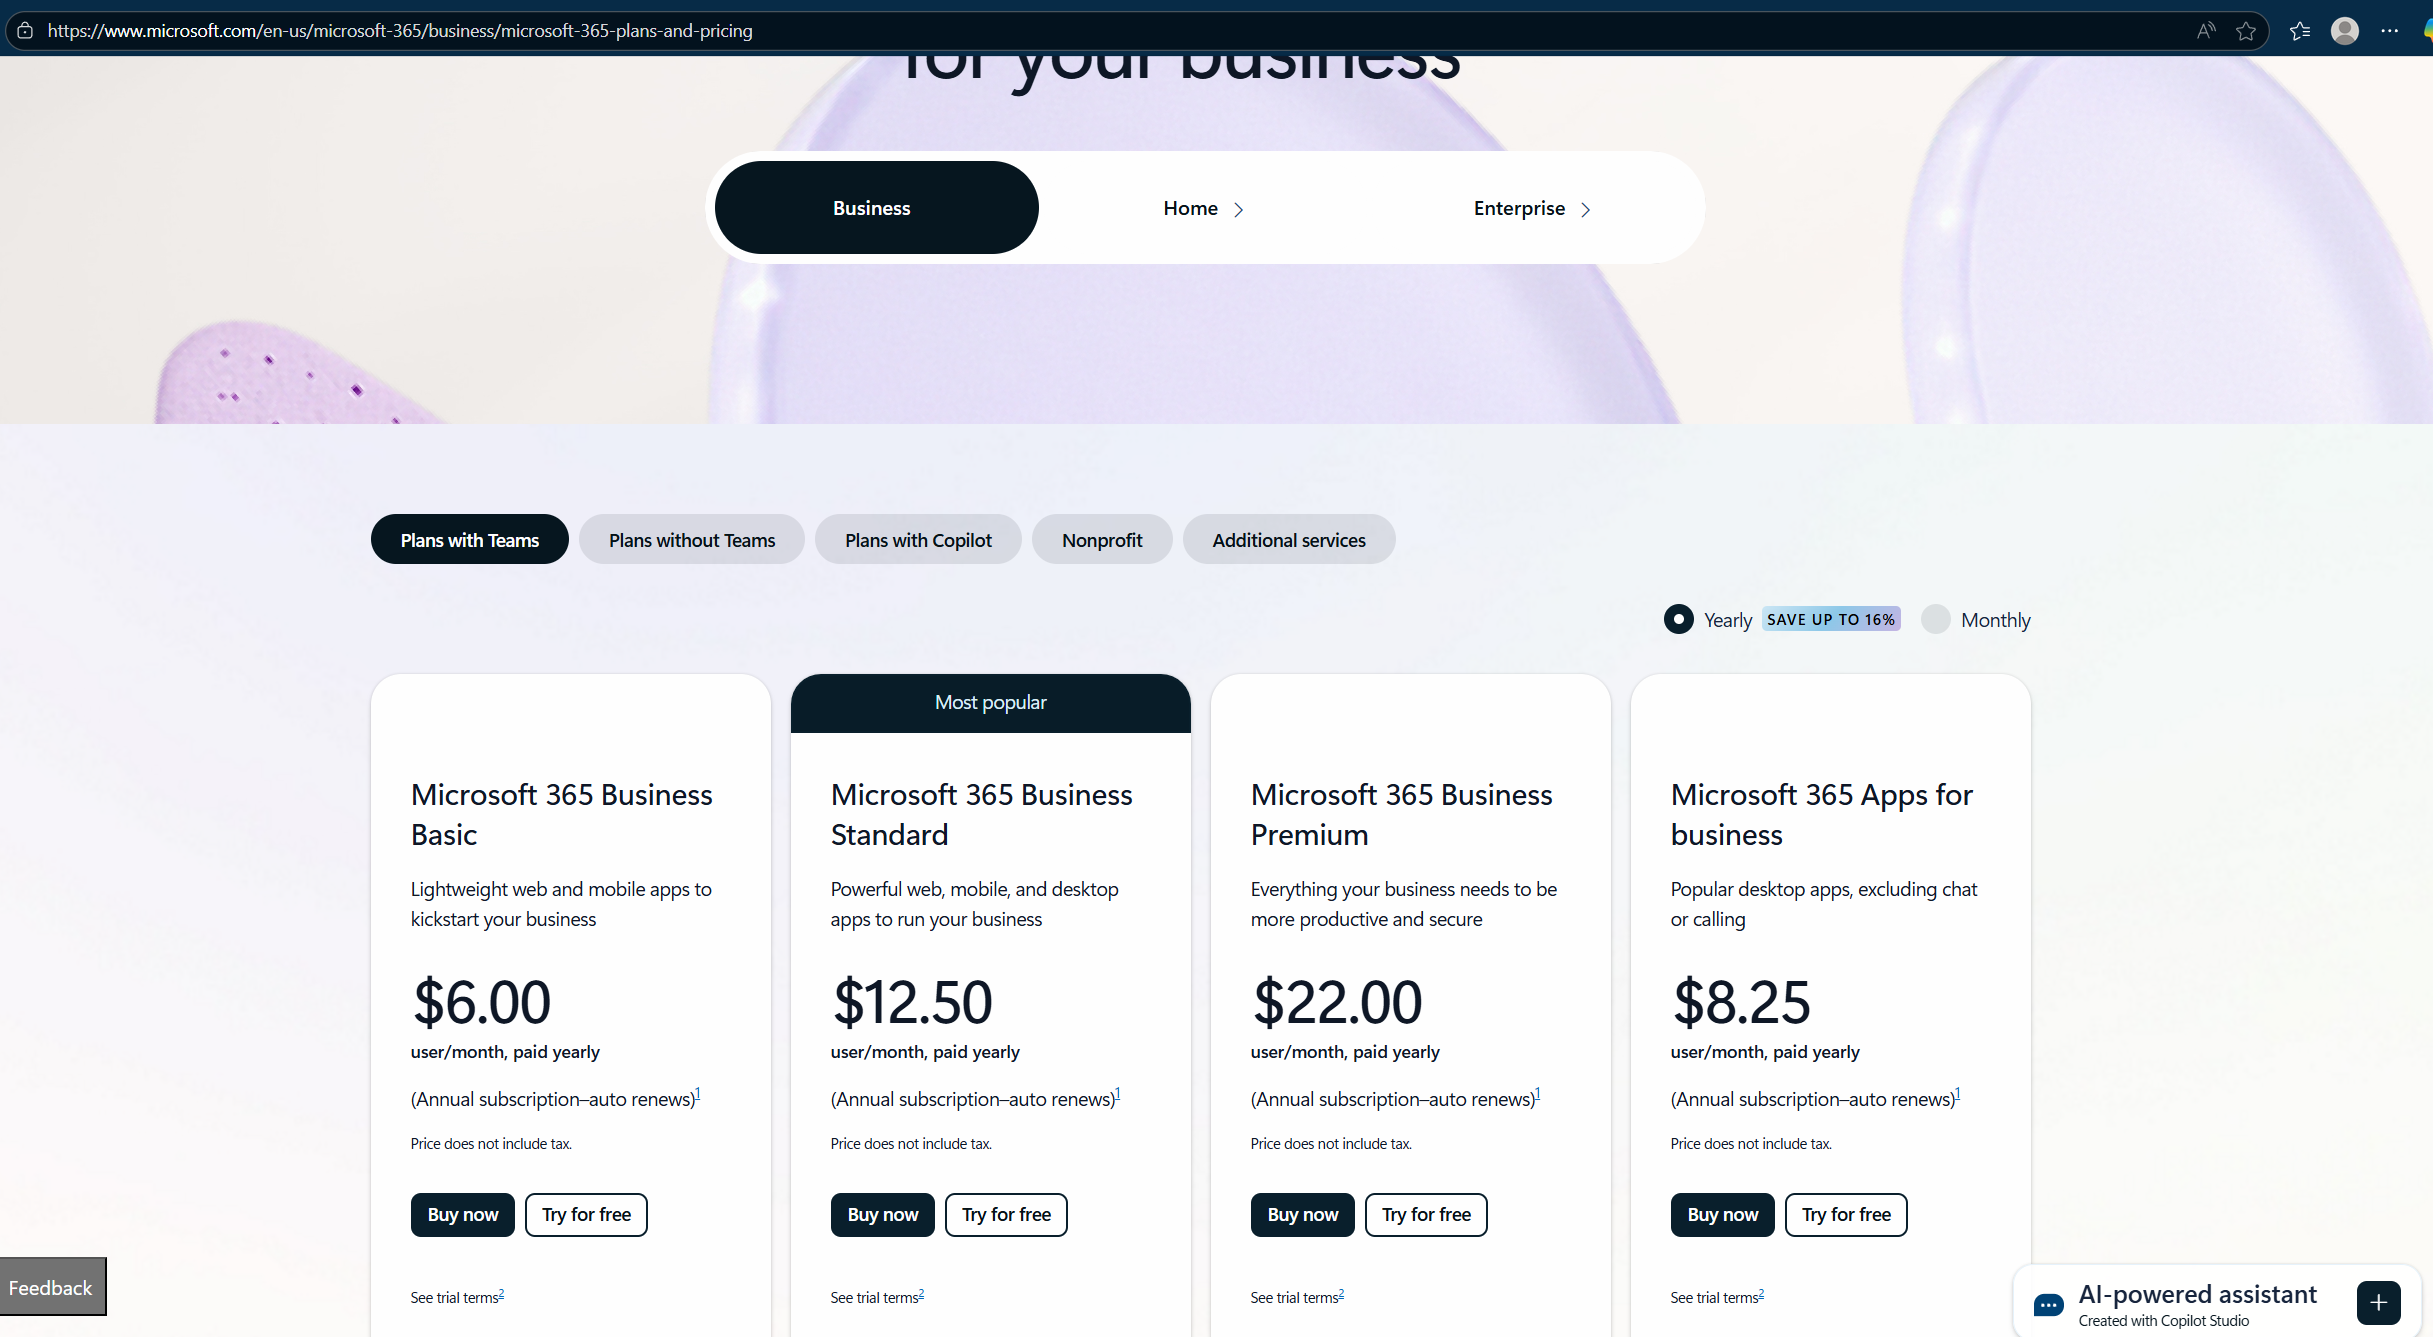 https://www.microsoft.com/en-us/microsoft-365/business/microsoft-365-plans-and-pricing
for your business
Business
Home
Enterprise
Plans with Teams
Plans without Teams
Plans with Copilot
Nonprofit
Additional services
Yearly SAVE UP TO 16% Monthly
Microsoft 365 Business
Basic
Lightweight web and mobile apps to
kickstart your business
$6.00
user/month, paid yearly
(Annual subscription–auto renews)1
Price does not include tax.
Buy now
Try for free
See trial terms2
Most popular
Microsoft 365 Business
Standard
Powerful web, mobile, and desktop
apps to run your business
$12.50
user/month, paid yearly
(Annual subscription–auto renews)1
Price does not include tax.
Buy now
Try for free
See trial terms2
Microsoft 365 Business
Premium
Everything your business needs to be
more productive and secure
$22.00
user/month, paid yearly
(Annual subscription–auto renews)1
Price does not include tax.
Buy now
Try for free
See trial terms2
Microsoft 365 Apps for
business
Popular desktop apps, excluding chat
or calling
$8.25
user/month, paid yearly
(Annual subscription–auto renews)1
Price does not include tax.
Buy now
Try for free
See trial terms2
Feedback
AI-powered assistant
Created with Copilot Studio